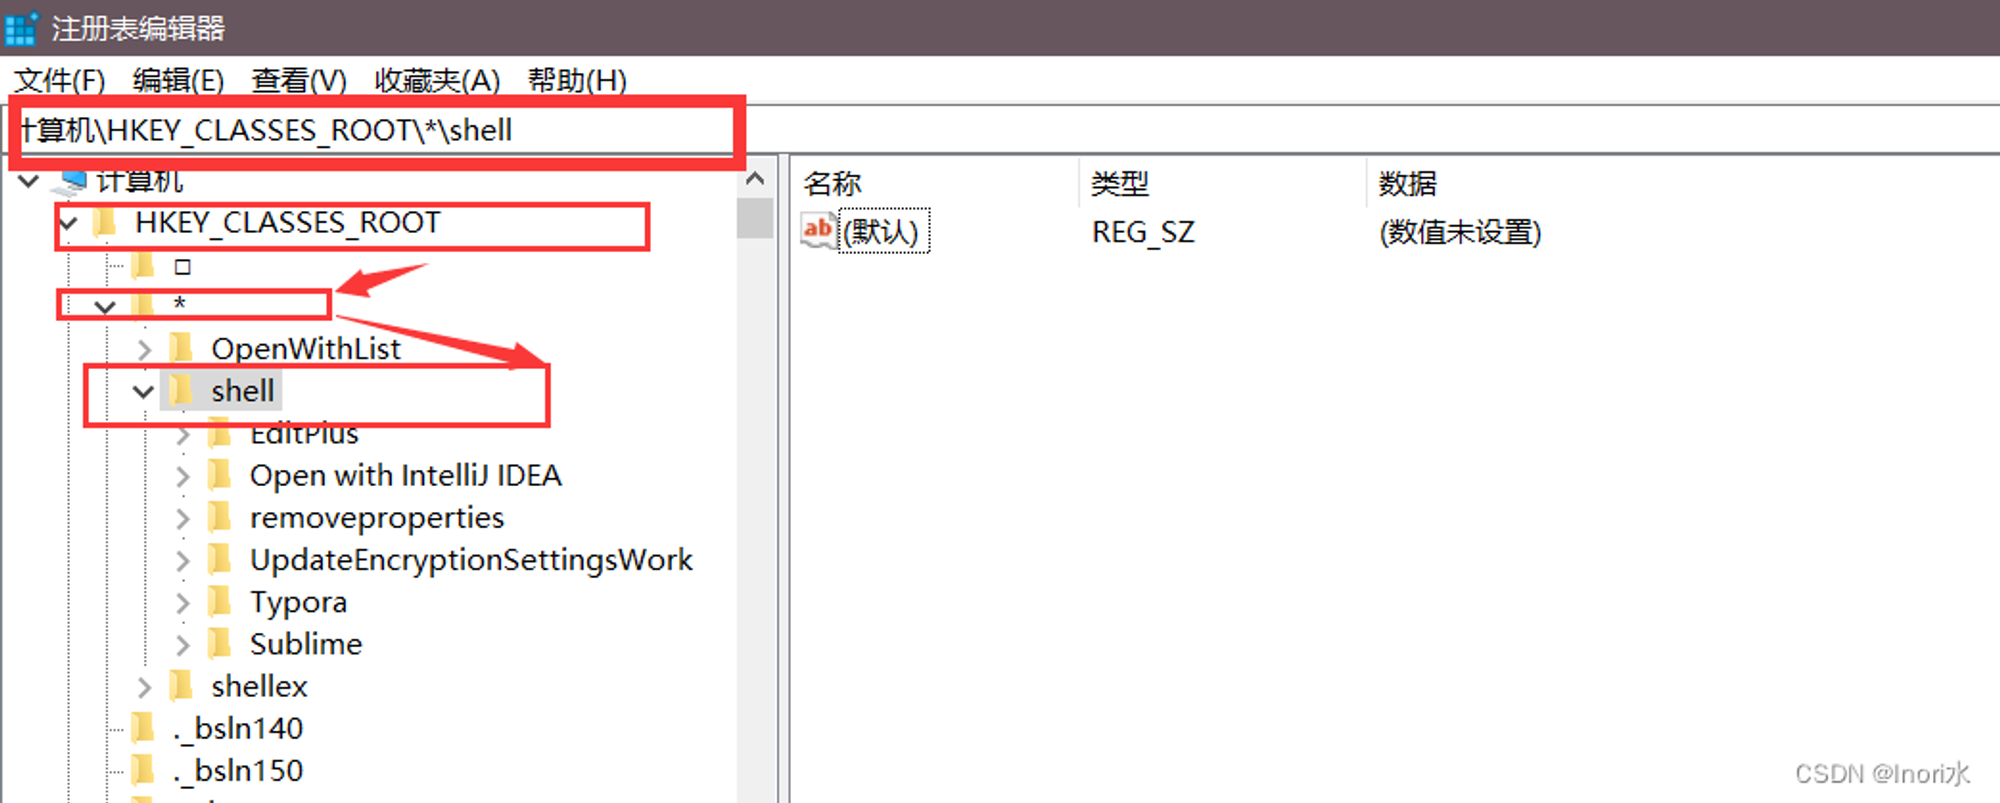 注册表编辑器
文件(F) 编辑(E) 查看(V) 收藏夹(A) 帮助(H)
计算机\HKEY_CLASSES_ROOT\*\shell
计算机
HKEY_CLASSES_ROOT
*
OpenWithList
shell
EditPlus
Open with IntelliJ IDEA
removeproperties
UpdateEncryptionSettingsWork
Typora
Sublime
shellex
._bsln140
._bsln150
名称 类型 数据
(默认) REG_SZ (数值未设置)
CSDN @Inori水